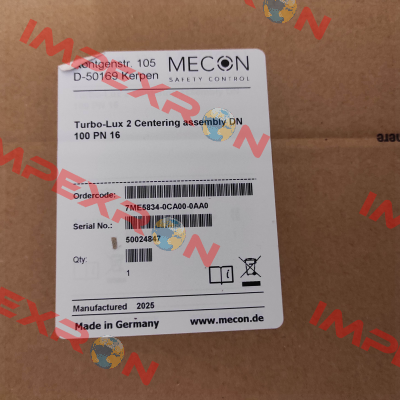 Röntgenstr. 105
D-50169 Kerpen
MECON
SAFETY CONTROL
Turbo-Lux 2 Centering assembly DN
100 PN 16
Ordercode:
7ME5834-0CA00-0AA0
Serial No.:
50024847
Qty:
1
Manufactured 2025
Made in Germany
www.mecon.de
IMPEXRON